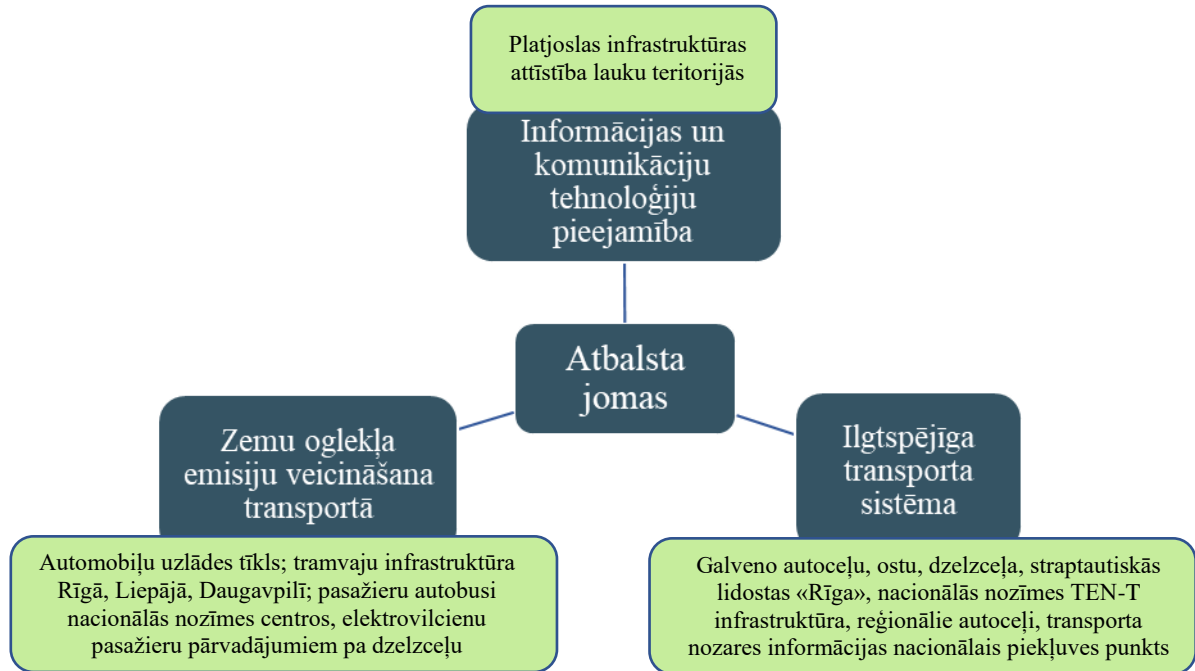 Platjoslas infrastruktūras
attīstība lauku teritorijās
Informācijas un
komunikāciju
tehnoloģiju
pieejamība
Atbalsta
jomas
Zemu oglekļa
emisiju veicināšana
transportā
Automobiļu uzlādes tīkls; tramvaju infrastruktūra
Rīgā, Liepājā, Daugavpilī; pasažieru autobusi
nacionālās nozīmes centros, elektrovilcienu
pasažieru pārvadājumiem pa dzelzceļu
Ilgtspējīga
transporta
sistēma
Galveno autoceļu, ostu, dzelzceļa, straptautiskās
lidostas «Rīga», nacionālās nozīmes TEN-T
infrastruktūra, reģionālie autoceļi, transporta
nozares informācijas nacionālais piekļuves punkts